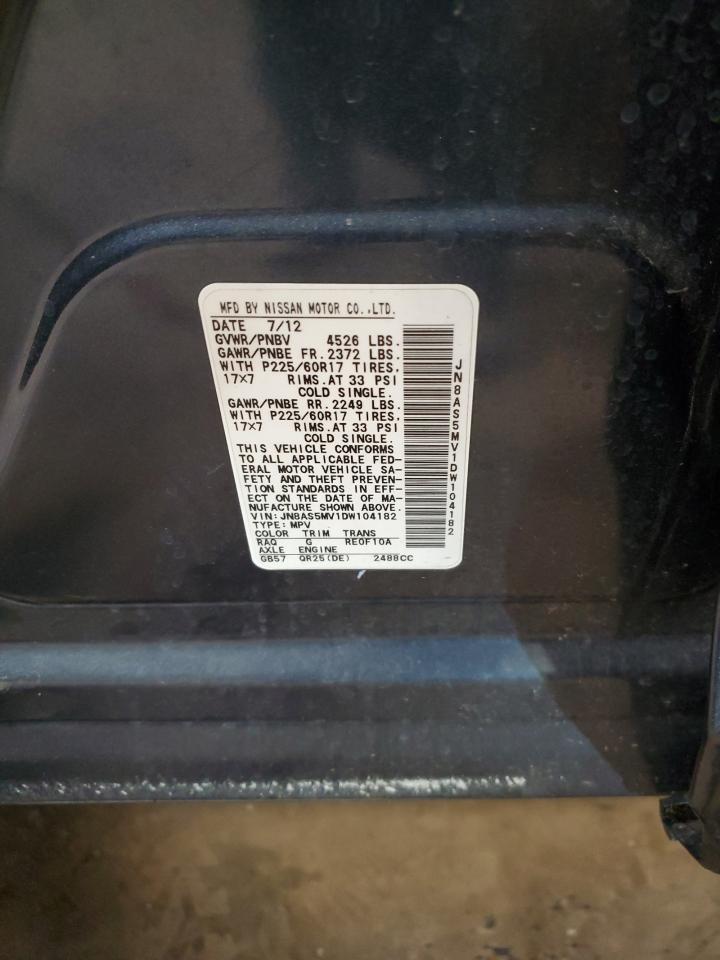 MFD BY NISSAN MOTOR CO.,LTD.
DATE 7/12
GVWR/PNBV 4526 LBS.
GAWR/PNBE FR. 2372 LBS.
WITH P225/60R17 TIRES,
17×7 RIMS.AT 33 PSI
COLD SINGLE.
GAWR/PNBE RR. 2249 LBS.
WITH P225/60R17 TIRES,
17×7 RIMS.AT 33 PSI
COLD SINGLE.
THIS VEHICLE CONFORMS
TO ALL APPLICABLE FED-
ERAL MOTOR VEHICLE SA-
FETY AND THEFT PREVEN-
TION STANDARDS IN EFF-
ECT ON THE DATE OF MA-
NUFACTURE SHOWN ABOVE.
VIN: JN8AS5MV1DW104182
TYPE: MPV
COLOR TRIM TRANS
RAQ G RE0F10A
AXLE ENGINE
GB57 QR25(DE) 2488CC
JN8AS5MV1DW104182